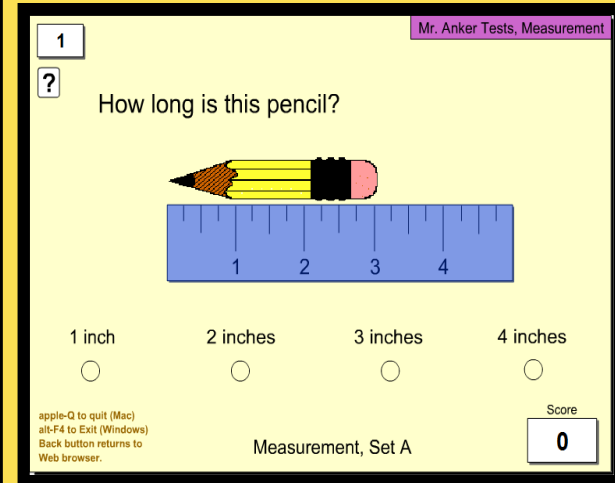 Mr. Anker Tests, Measurement
1
?
How long is this pencil?
1 2 3 4
1 inch 2 inches 3 inches 4 inches
apple-Q to quit (Mac)
alt-F4 to Exit (Windows)
Back button returns to
Web browser.
Measurement, Set A
Score
0